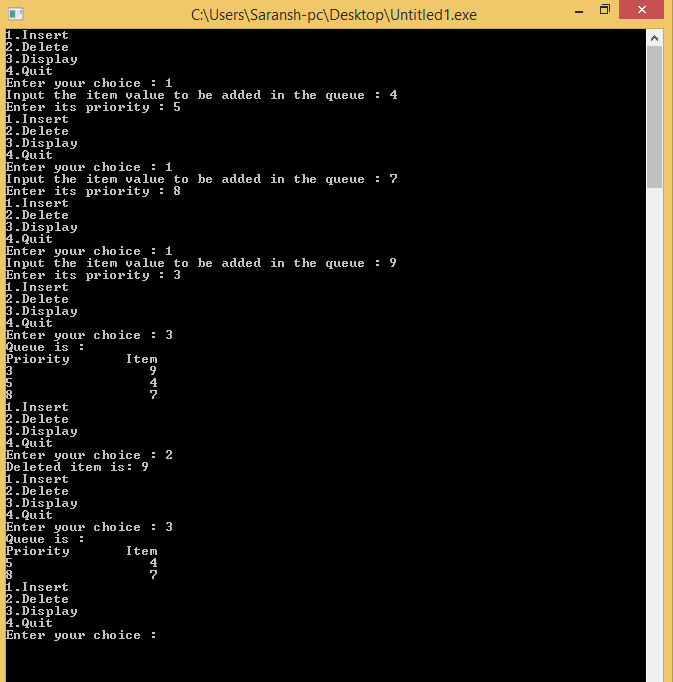 C:\Users\Saransh-pc\Desktop\Untitled1.exe
1.Insert
2.Delete
3.Display
4.Quit
Enter your choice : 1
Input the item value to be added in the queue : 4
Enter its priority : 5
1.Insert
2.Delete
3.Display
4.Quit
Enter your choice : 1
Input the item value to be added in the queue : 7
Enter its priority : 8
1.Insert
2.Delete
3.Display
4.Quit
Enter your choice : 1
Input the item value to be added in the queue : 9
Enter its priority : 3
1.Insert
2.Delete
3.Display
4.Quit
Enter your choice : 3
Queue is :
Priority       Item
3                 9
5                 4
8                 7
1.Insert
2.Delete
3.Display
4.Quit
Enter your choice : 2
Deleted item is: 9
1.Insert
2.Delete
3.Display
4.Quit
Enter your choice : 3
Queue is :
Priority       Item
5                 4
8                 7
1.Insert
2.Delete
3.Display
4.Quit
Enter your choice :